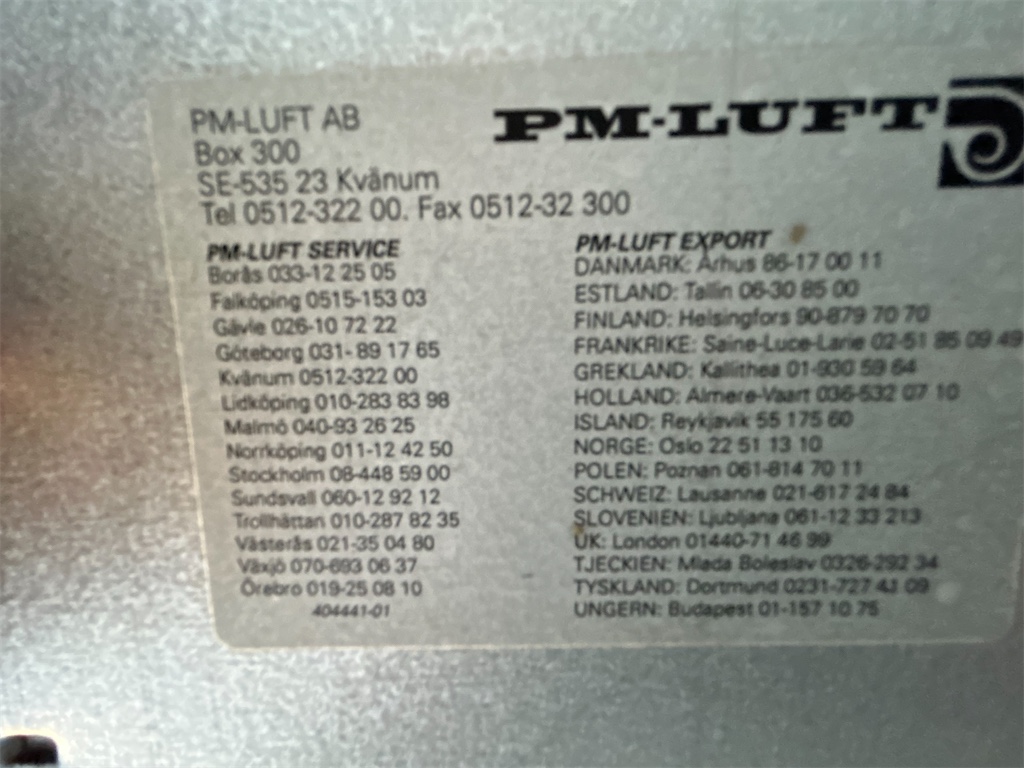 PM-LUFT AB
Box 300
SE-535 23 Kvänum
Tel 0512-322 00. Fax 0512-32 300
PM-LUFT
PM-LUFT SERVICE
Borås 033-12 25 05
Falköping 0515-153 03
Gävle 026-10 72 22
Göteborg 031-89 17 65
Kvänum 0512-322 00
Lidköping 010-283 83 98
Malmö 040-93 26 25
Norrköping 011-12 42 50
Stockholm 08-448 59 00
Sundsvall 060-12 92 12
Trollhättan 010-287 82 35
Västerås 021-35 04 80
Växjö 070-693 06 37
Örebro 019-25 08 10
404441-01
PM-LUFT EXPORT
DANMARK: Århus 86-17 00 11
ESTLAND: Tallin 06-30 85 00
FINLAND: Helsingfors 90-879 70 70
FRANKRIKE: Saine-Luce-Larie 02-51 85 09 49
GREKLAND: Kallithea 01-930 59 64
HOLLAND: Almere-Vaart 036-532 07 10
ISLAND: Reykjavik 55 175 60
NORGE: Oslo 22 51 13 10
POLEN: Poznan 061-814 70 11
SCHWEIZ: Lausanne 021-617 24 84
SLOVENIEN: Ljubljana 061-12 33 213
UK: London 01440-71 46 99
TJECKIEN: Mlada Boleslav 0326-292 34
TYSKLAND: Dortmund 0231-727 41 09
UNGERN: Budapest 01-157 10 75